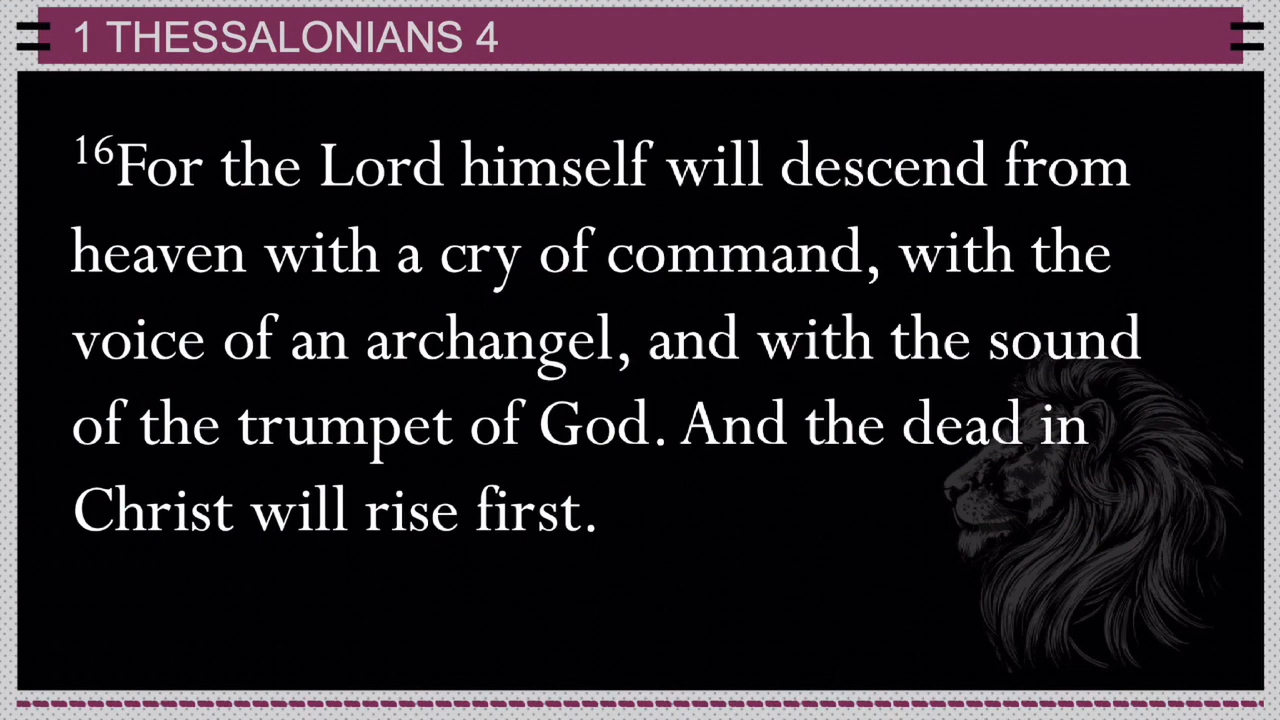 1 THESSALONIANS 4
16For the Lord himself will descend from
heaven with a cry of command, with the
voice of an archangel, and with the sound
of the trumpet of God. And the dead in
Christ will rise first.